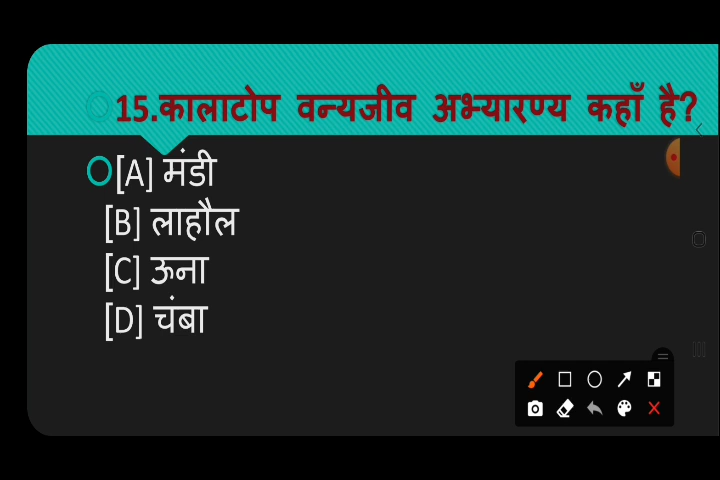 15.कालाटोप वन्यजीव अभ्यारण्य कहाँ है?
[A] मंडी
[B] लाहौल
[C] ऊना
[D] चंबा